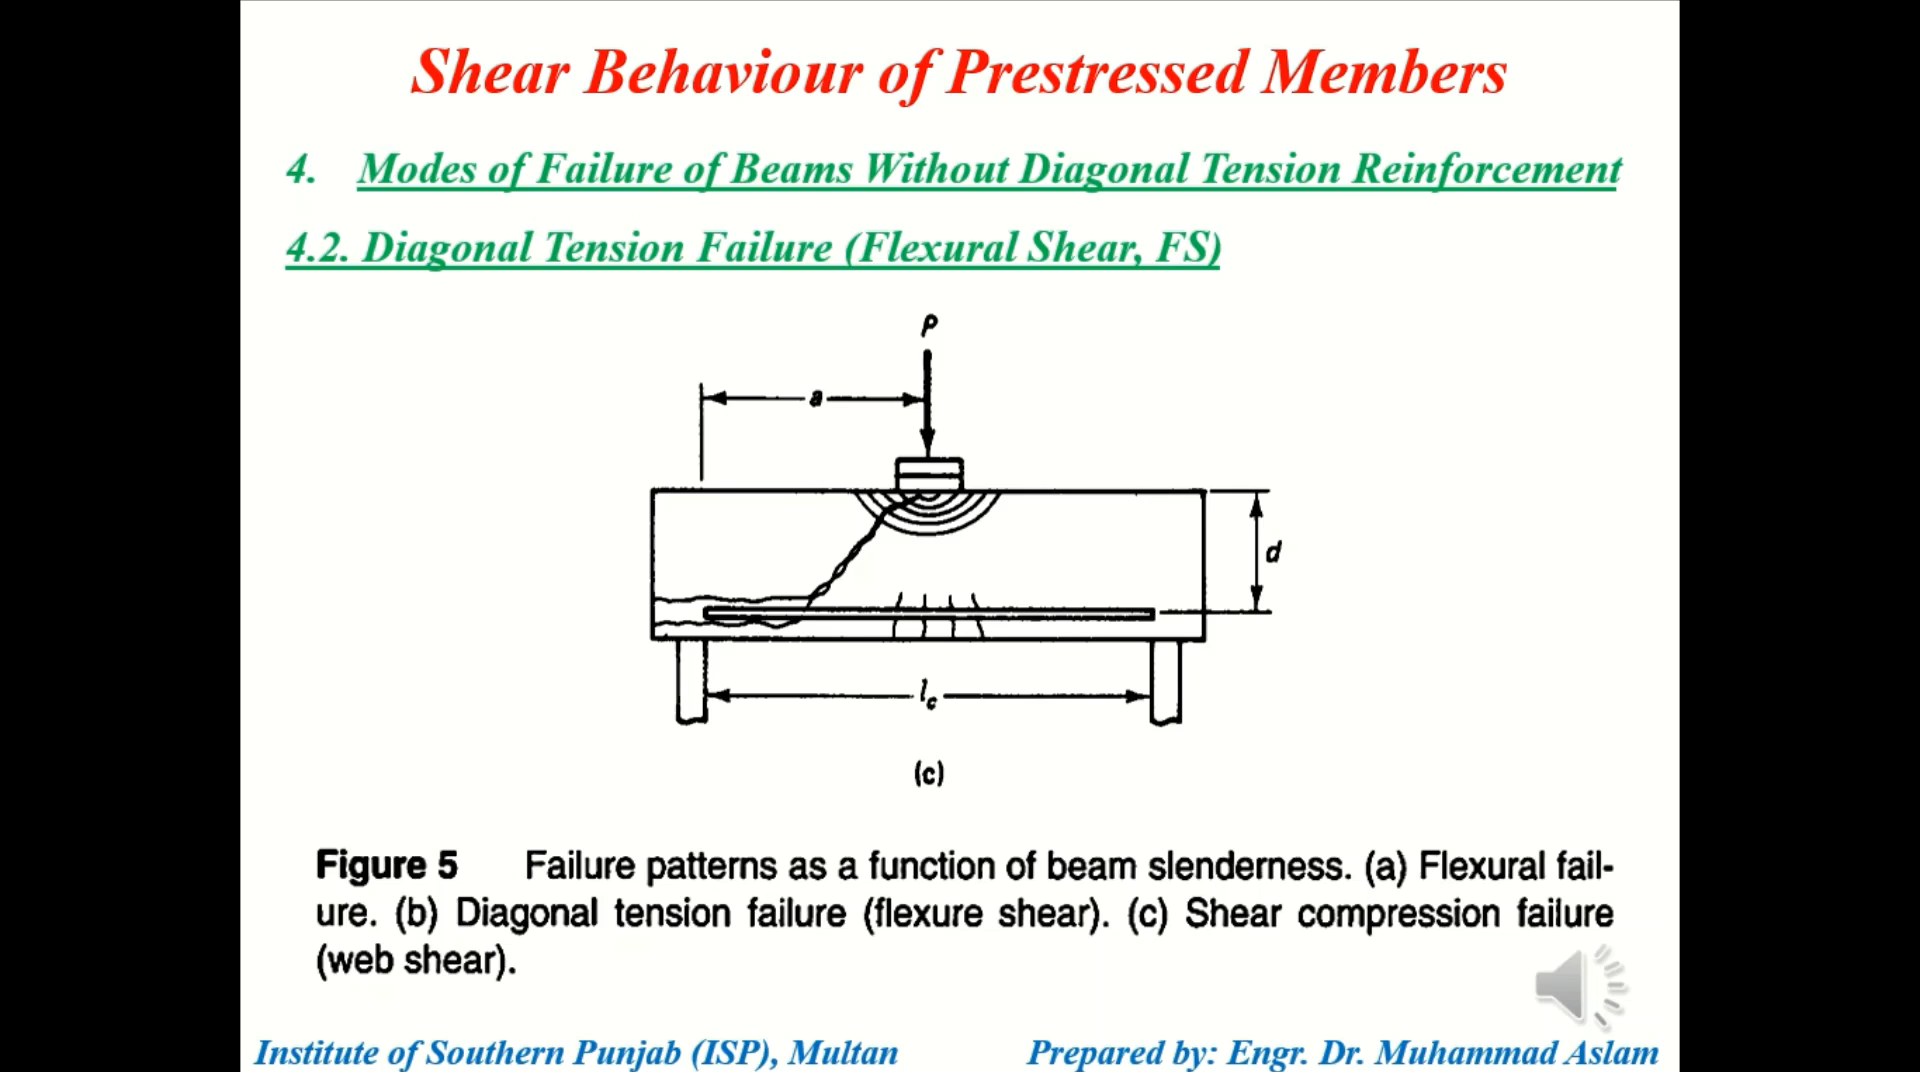 Shear Behaviour of Prestressed Members
4. Modes of Failure of Beams Without Diagonal Tension Reinforcement
4.2. Diagonal Tension Failure (Flexural Shear, FS)
P
a
d
lc
(c)
Figure 5 Failure patterns as a function of beam slenderness. (a) Flexural fail-
ure. (b) Diagonal tension failure (flexure shear). (c) Shear compression failure
(web shear).
Institute of Southern Punjab (ISP), Multan Prepared by: Engr. Dr. Muhammad Aslam